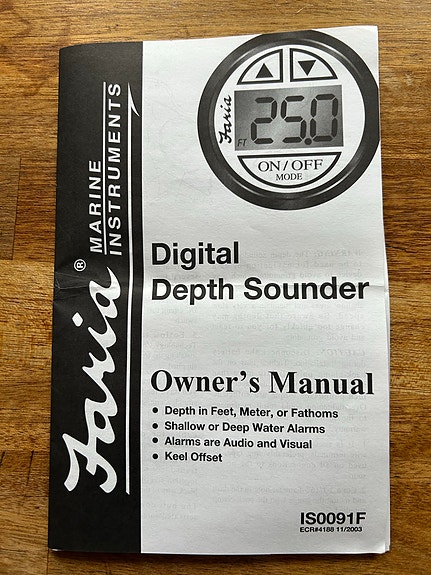 Faria®
MARINE
INSTRUMENTS
Faria
25.0
FT
ON/OFF
MODE
Digital
Depth Sounder
Owner's Manual
• Depth in Feet, Meter, or Fathoms
• Shallow or Deep Water Alarms
• Alarms are Audio and Visual
• Keel Offset
IS0091F
ECR#4188 11/2003